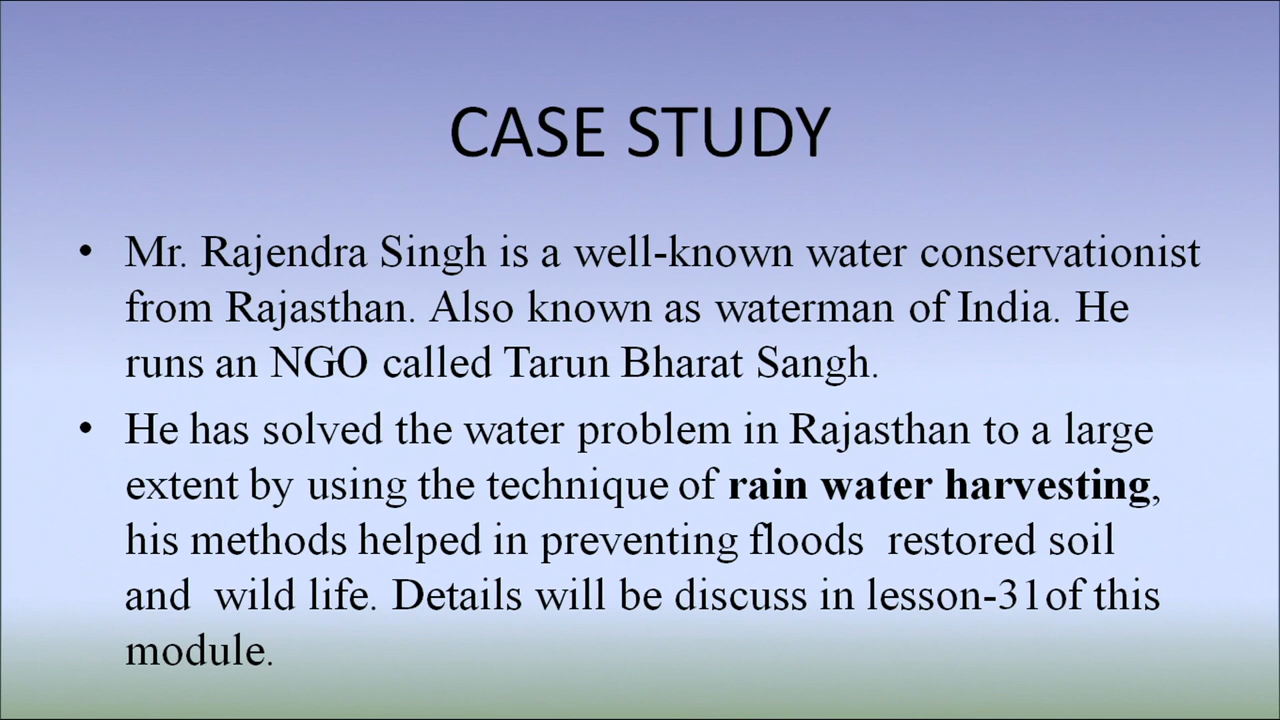 CASE STUDY
• Mr. Rajendra Singh is a well-known water conservationist
from Rajasthan. Also known as waterman of India. He
runs an NGO called Tarun Bharat Sangh.
• He has solved the water problem in Rajasthan to a large
extent by using the technique of rain water harvesting,
his methods helped in preventing floods  restored soil
and  wild life. Details will be discuss in lesson-31of this
module.